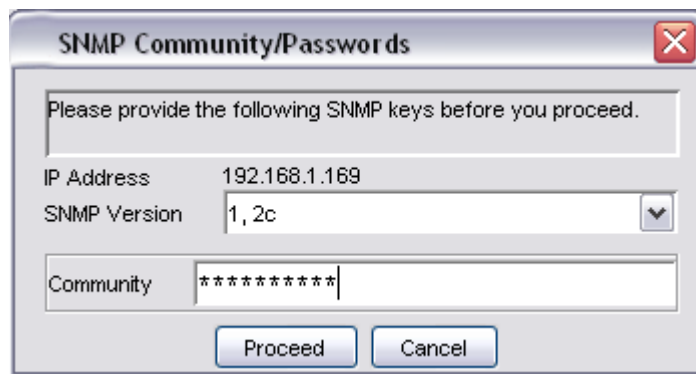 SNMP Community/Passwords
Please provide the following SNMP keys before you proceed.
IP Address 192.168.1.169
SNMP Version 1, 2c
Community **********
Proceed Cancel